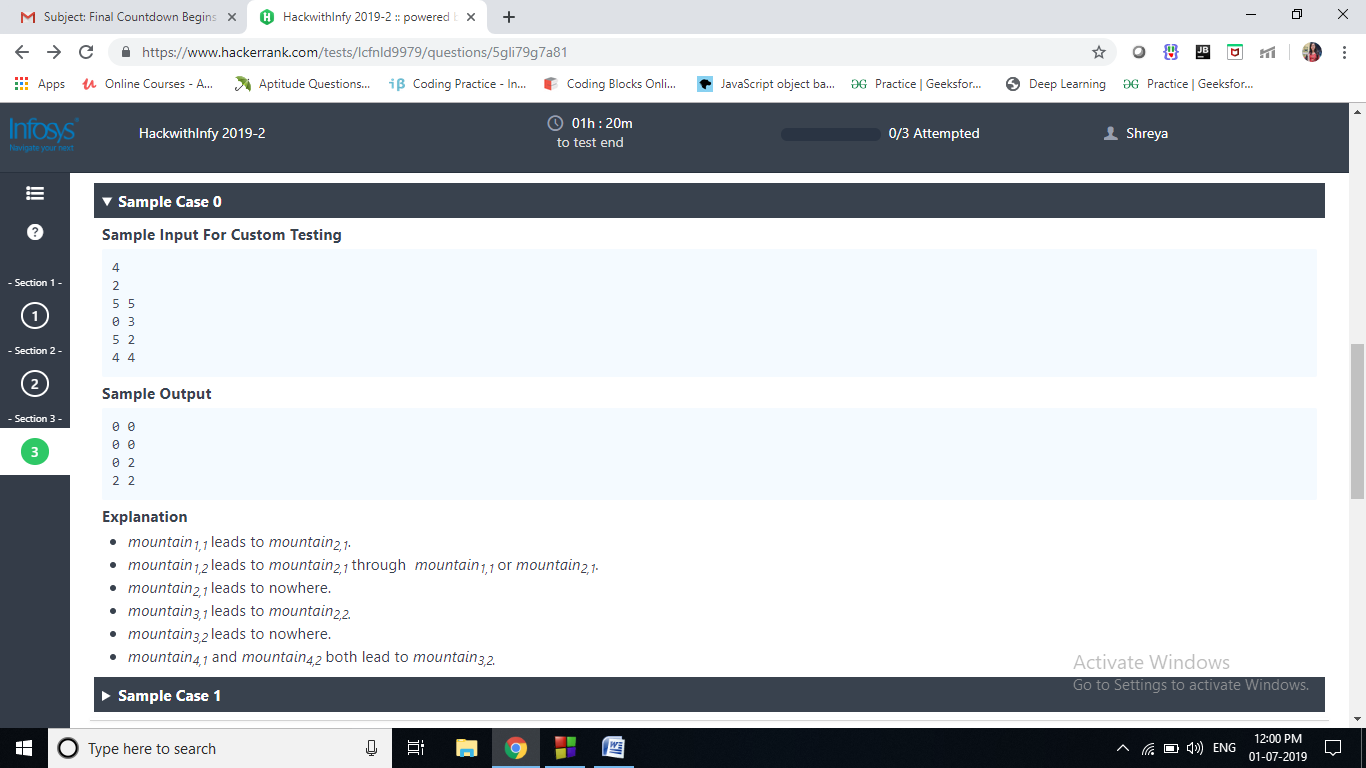 Subject: Final Countdown Begins
HackwithInfy 2019-2 :: powered b
https://www.hackerrank.com/tests/lcfnld9979/questions/5gli79g7a81
Apps
Online Courses - A...
Aptitude Questions...
Coding Practice - In...
Coding Blocks Onli...
JavaScript object ba...
Practice | Geeksfor...
Deep Learning
Practice | Geeksfor...
Infosys
Navigate your next
HackwithInfy 2019-2
01h : 20m
to test end
0/3 Attempted
Shreya
- Section 1 -
1
- Section 2 -
2
- Section 3 -
3
Sample Case 0
Sample Input For Custom Testing
4
2
5 5
0 3
5 2
4 4
Sample Output
0 0
0 0
0 2
2 2
Explanation
• mountain1,1 leads to mountain2,1.
• mountain1,2 leads to mountain2,1 through mountain1,1 or mountain2,1.
• mountain2,1 leads to nowhere.
• mountain3,1 leads to mountain2,2.
• mountain3,2 leads to nowhere.
• mountain4,1 and mountain4,2 both lead to mountain3,2.
Sample Case 1
Activate Windows
Go to Settings to activate Windows.
Type here to search
ENG
12:00 PM
01-07-2019